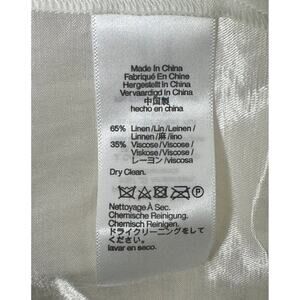 Made In China
Fabriqué En Chine
Hergestellt In China
Vervaardigd In China
中国製
hecho en china
65% Linen/Lin/Leinen/
Linnen/麻/lino
35% Viscose/Viscose/
Viskose/Viscose/
レーヨン/viscosa
Dry Clean.
P
Nettoyage À Sec.
Chemische Reinigung.
Chemisch Reinigen.
ドライクリーニングをして
ください。
lavar en seco.